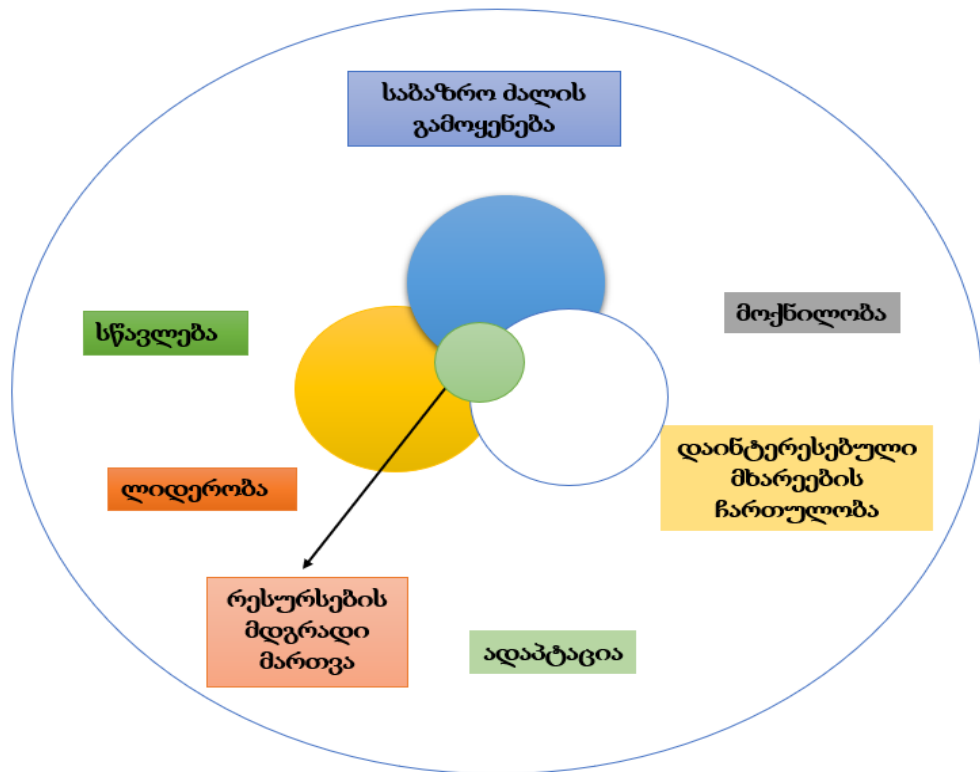 საბაზრო ძალის
გამოყენება
სწავლება
მოქნილობა
დაინტერესებული
მხარეების
ჩართულობა
ლიდერობა
რესურსების
მდგრადი
მართვა
ადაპტაცია